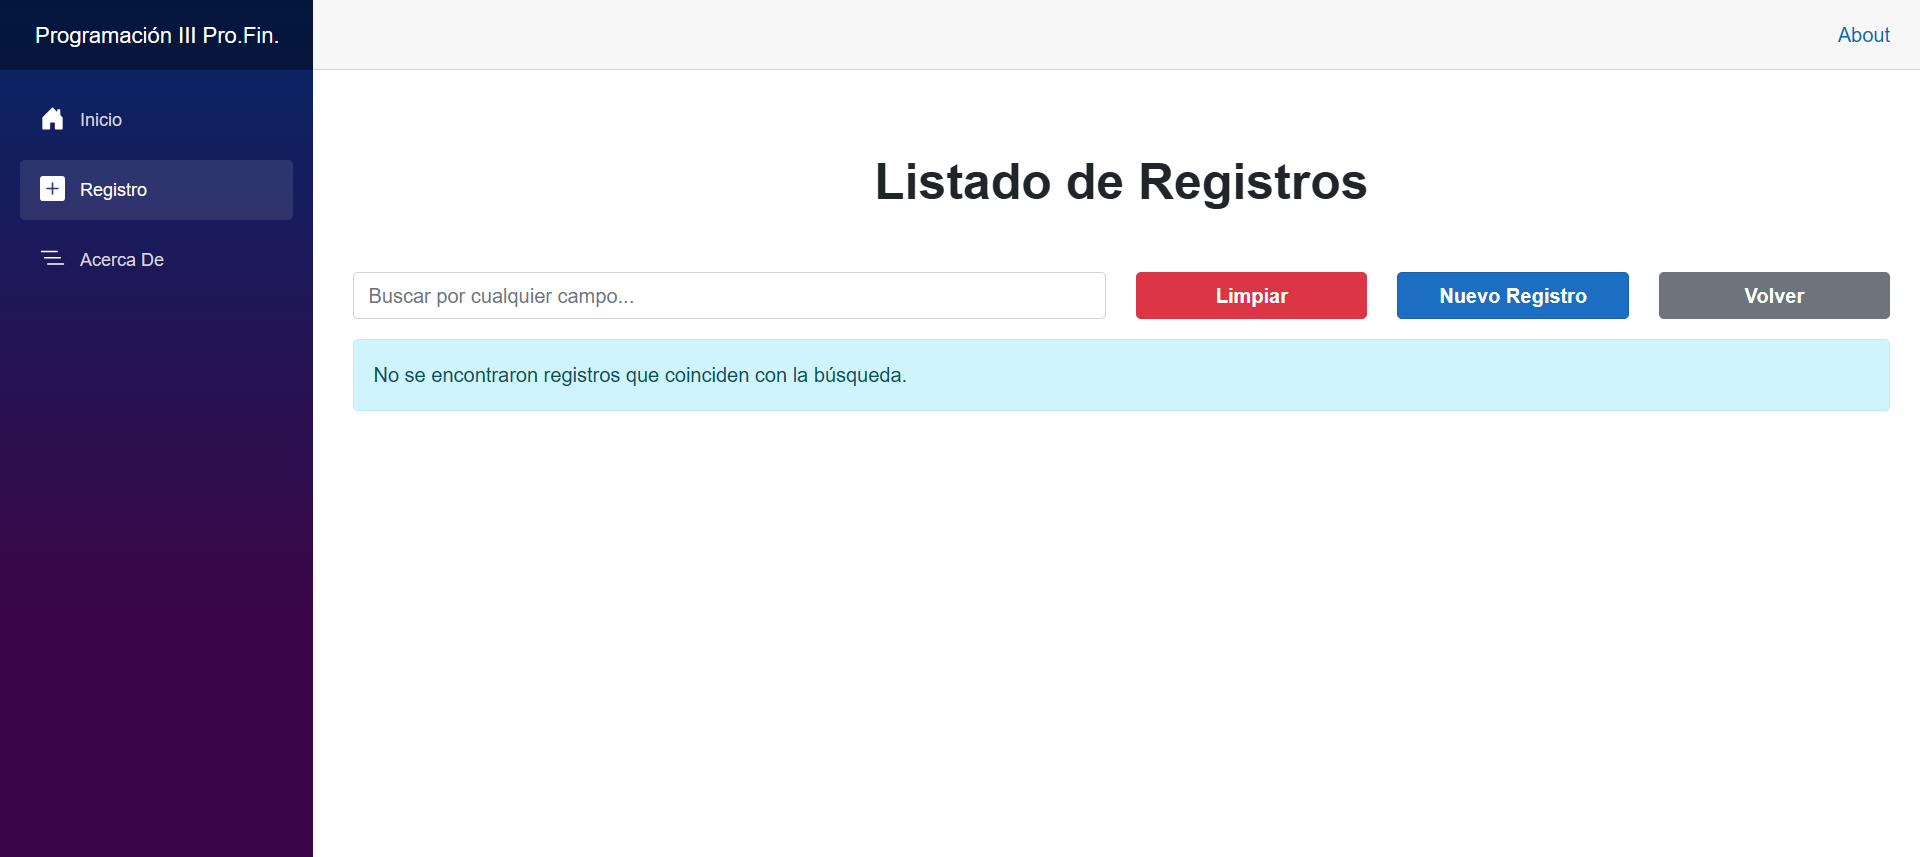 Programación III Pro.Fin.
About
Inicio
Registro
Acerca De
Listado de Registros
Buscar por cualquier campo...
Limpiar
Nuevo Registro
Volver
No se encontraron registros que coinciden con la búsqueda.